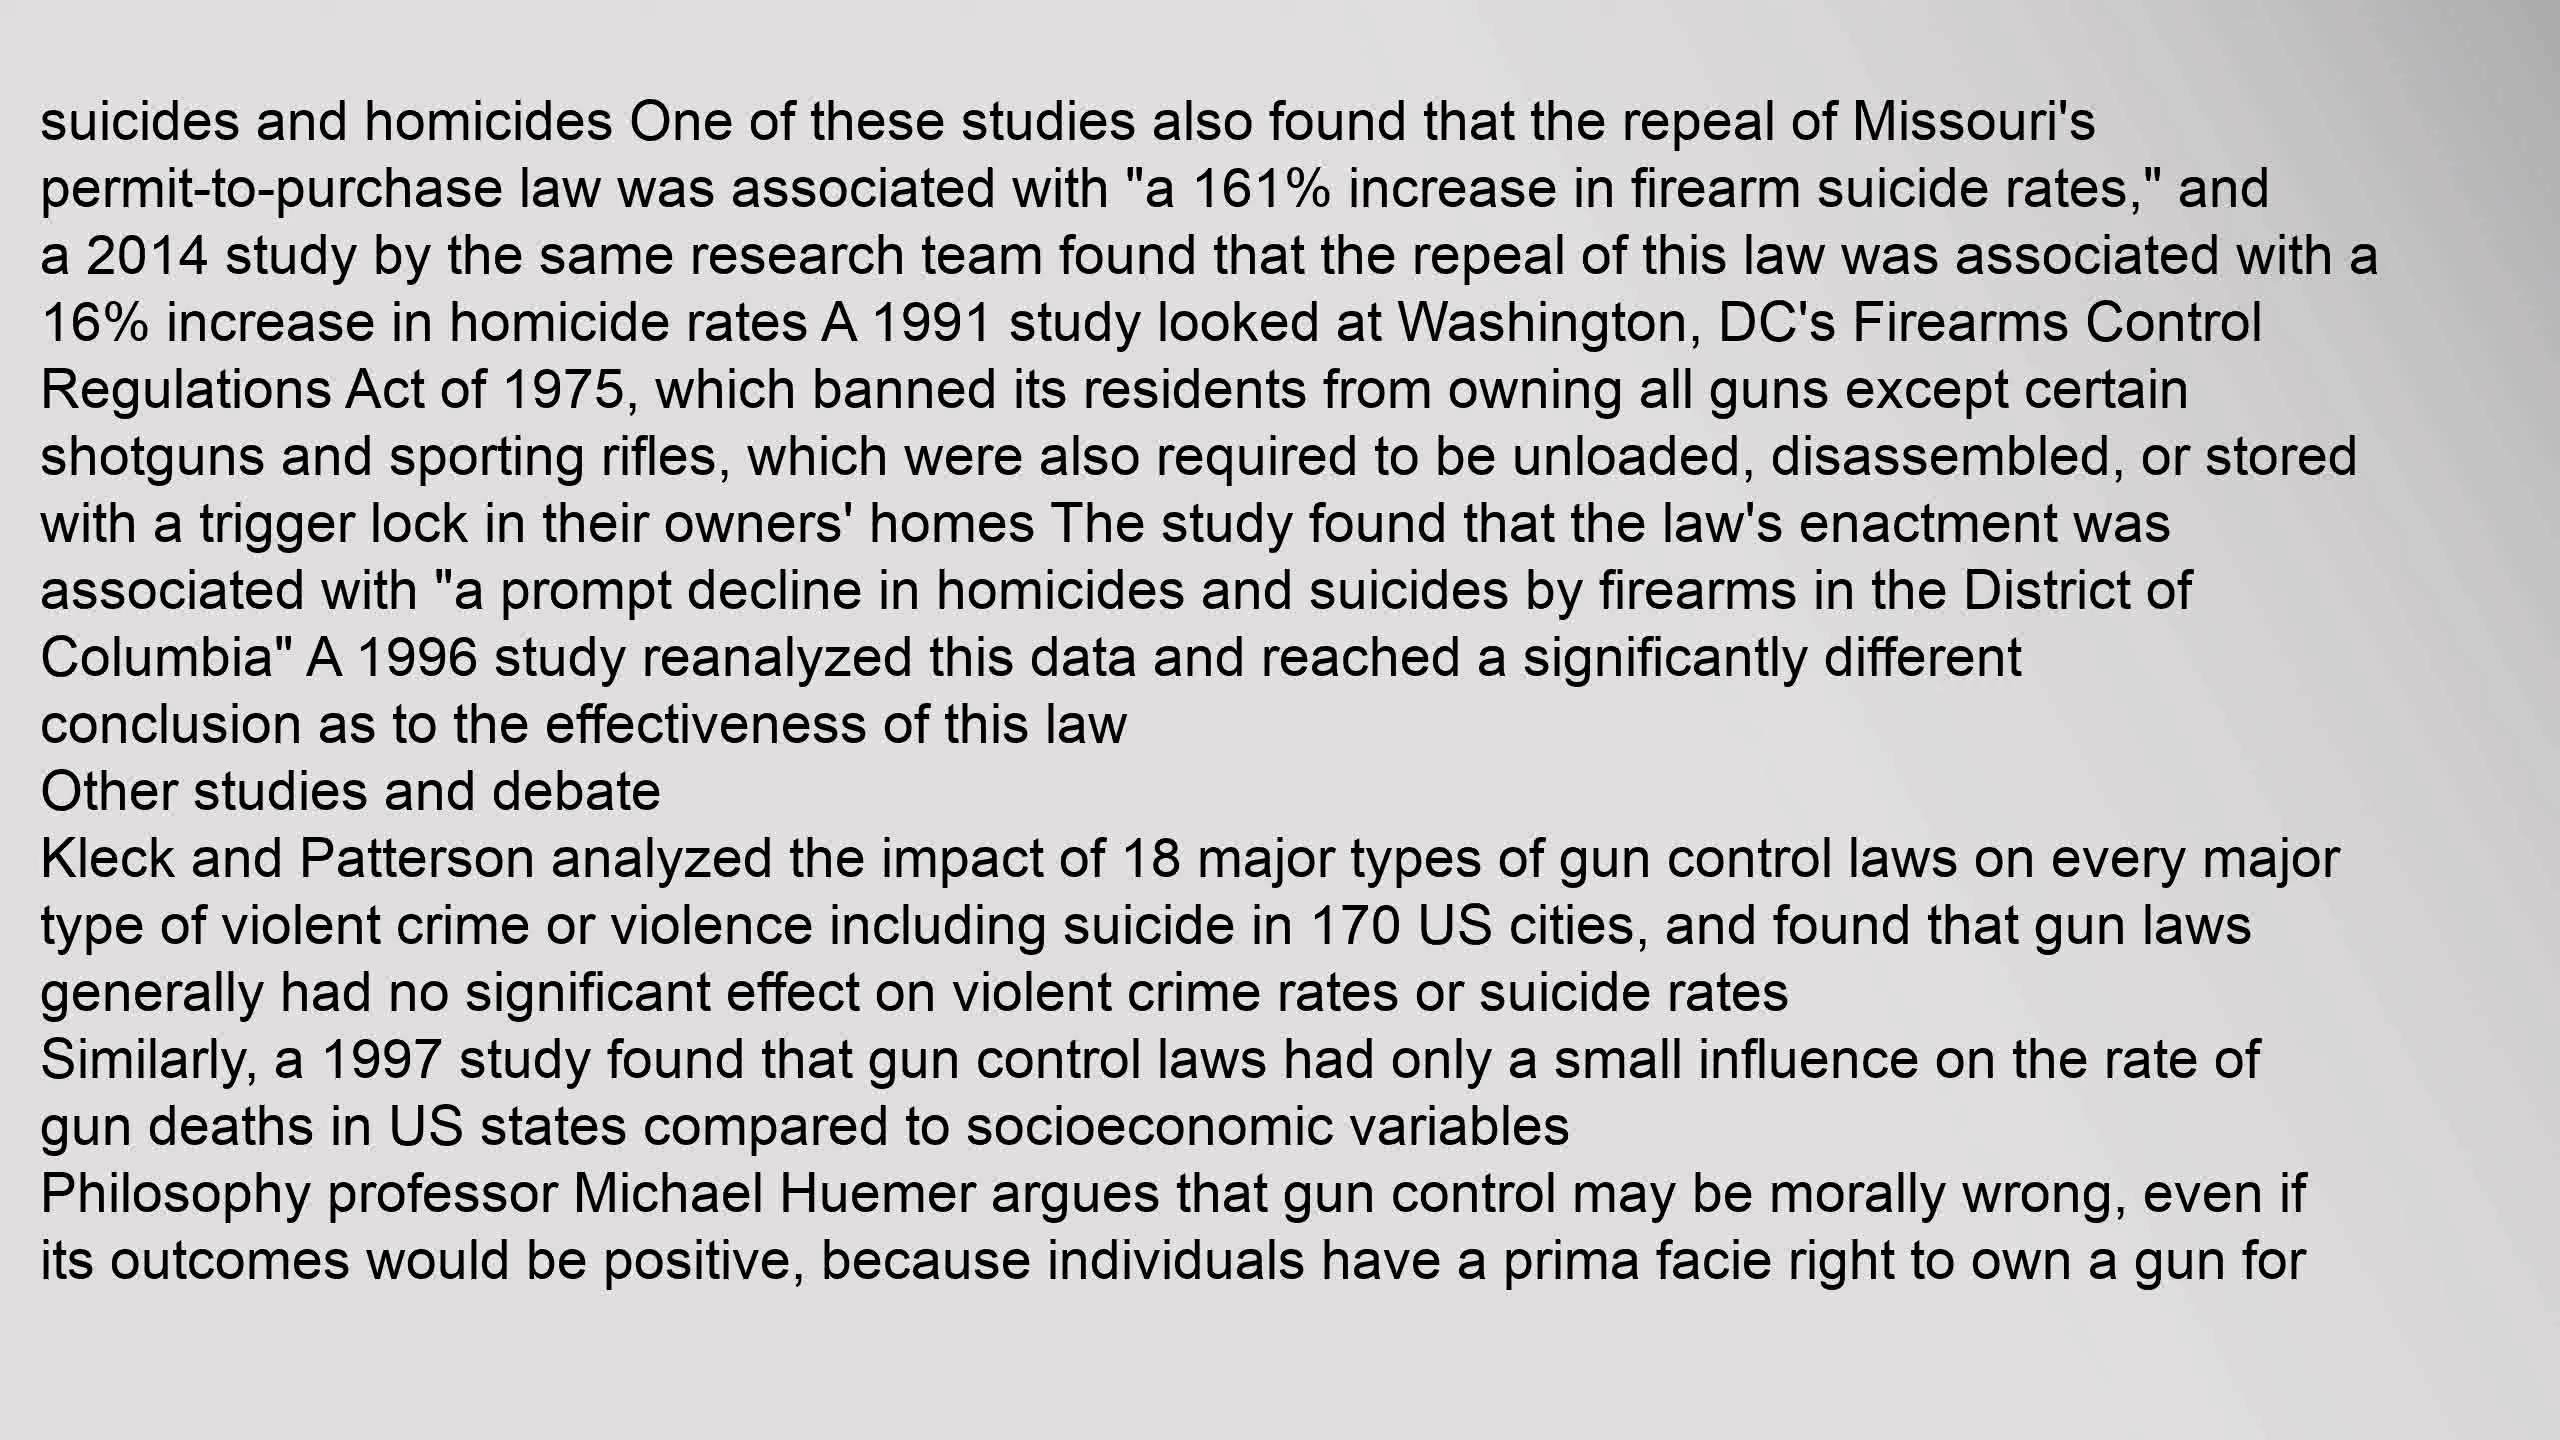 suicides and homicides One of these studies also found that the repeal of Missouri's
permit-to-purchase law was associated with "a 161% increase in firearm suicide rates," and
a 2014 study by the same research team found that the repeal of this law was associated with a
16% increase in homicide rates A 1991 study looked at Washington, DC's Firearms Control
Regulations Act of 1975, which banned its residents from owning all guns except certain
shotguns and sporting rifles, which were also required to be unloaded, disassembled, or stored
with a trigger lock in their owners' homes The study found that the law's enactment was
associated with "a prompt decline in homicides and suicides by firearms in the District of
Columbia" A 1996 study reanalyzed this data and reached a significantly different
conclusion as to the effectiveness of this law
Other studies and debate
Kleck and Patterson analyzed the impact of 18 major types of gun control laws on every major
type of violent crime or violence including suicide in 170 US cities, and found that gun laws
generally had no significant effect on violent crime rates or suicide rates
Similarly, a 1997 study found that gun control laws had only a small influence on the rate of
gun deaths in US states compared to socioeconomic variables
Philosophy professor Michael Huemer argues that gun control may be morally wrong, even if
its outcomes would be positive, because individuals have a prima facie right to own a gun for